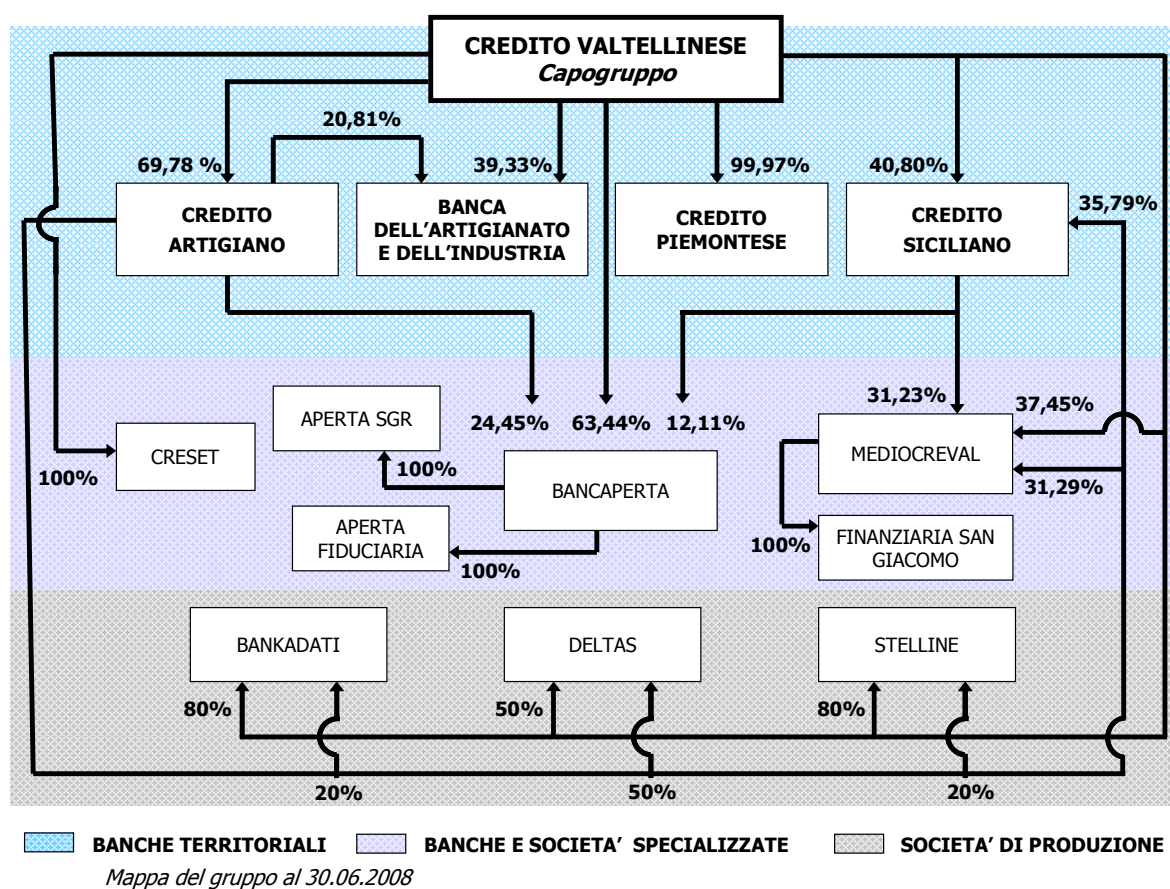 CREDITO VALTELLINESE
Capogruppo
20,81%
69,78 %
39,33%
99,97%
40,80%
35,79%
CREDITO
ARTIGIANO
BANCA
DELL'ARTIGIANATO
E DELL'INDUSTRIA
CREDITO
PIEMONTESE
CREDITO
SICILIANO
31,23%
37,45%
APERTA SGR
24,45%
63,44%
12,11%
CRESET
100%
100%
BANCAPERTA
MEDIOCREVAL
31,29%
APERTA
FIDUCIARIA
100%
100%
FINANZIARIA SAN
GIACOMO
BANKADATI
DELTAS
STELLINE
80%
50%
80%
20%
50%
20%
BANCHE TERRITORIALI
BANCHE E SOCIETA' SPECIALIZZATE
SOCIETA' DI PRODUZIONE
Mappa del gruppo al 30.06.2008